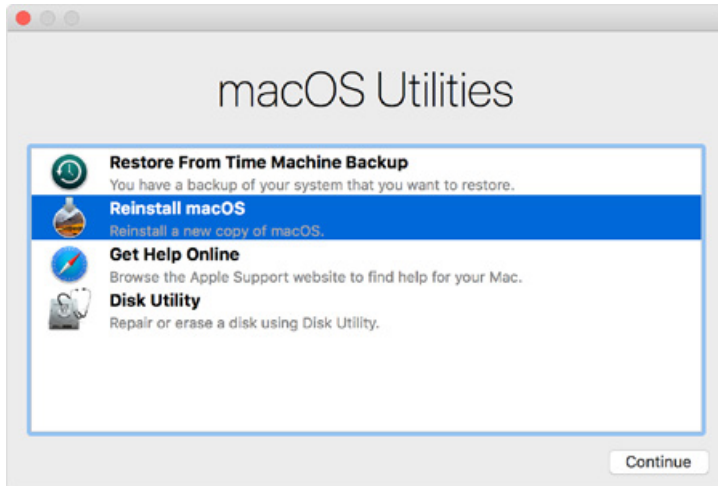 macOS Utilities
Restore From Time Machine Backup
You have a backup of your system that you want to restore.
Reinstall macOS
Reinstall a new copy of macOS.
Get Help Online
Browse the Apple Support website to find help for your Mac.
Disk Utility
Repair or erase a disk using Disk Utility.
Continue